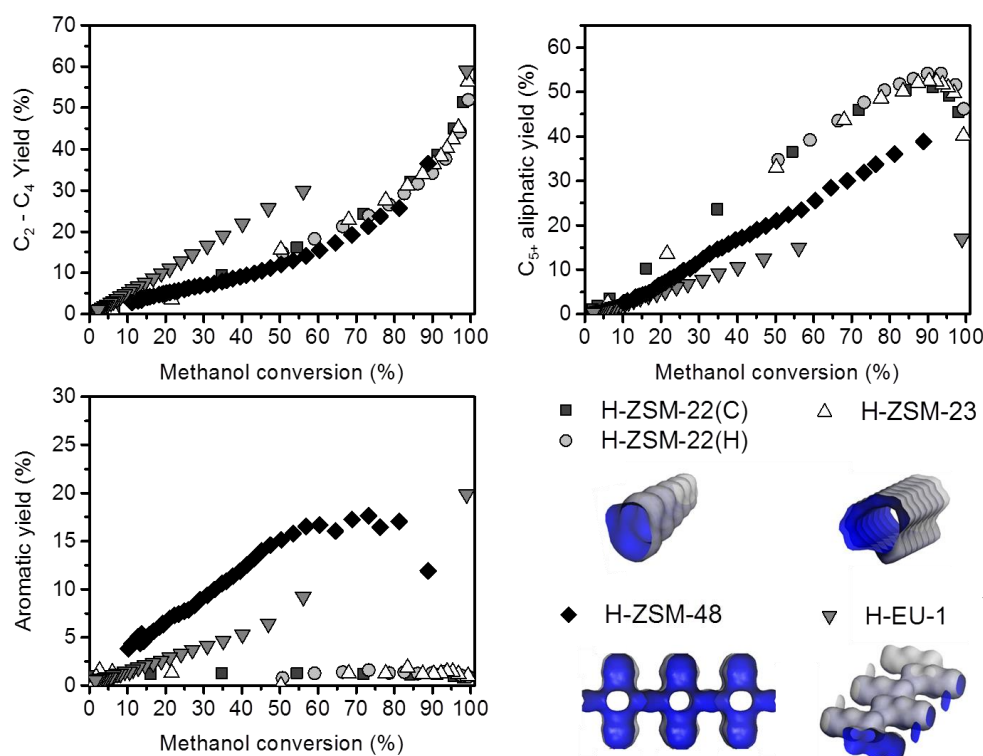 70
60
50
40
30
20
10
0
C₂ - C₄ Yield (%)
0 10 20 30 40 50 60 70 80 90 100
Methanol conversion (%)
70
60
50
40
30
20
10
0
C₅₊ aliphatic yield (%)
0 10 20 30 40 50 60 70 80 90 100
Methanol conversion (%)
30
25
20
15
10
5
0
Aromatic yield (%)
0 10 20 30 40 50 60 70 80 90 100
Methanol conversion (%)
H-ZSM-22(C) H-ZSM-23
H-ZSM-22(H)
H-ZSM-48 H-EU-1